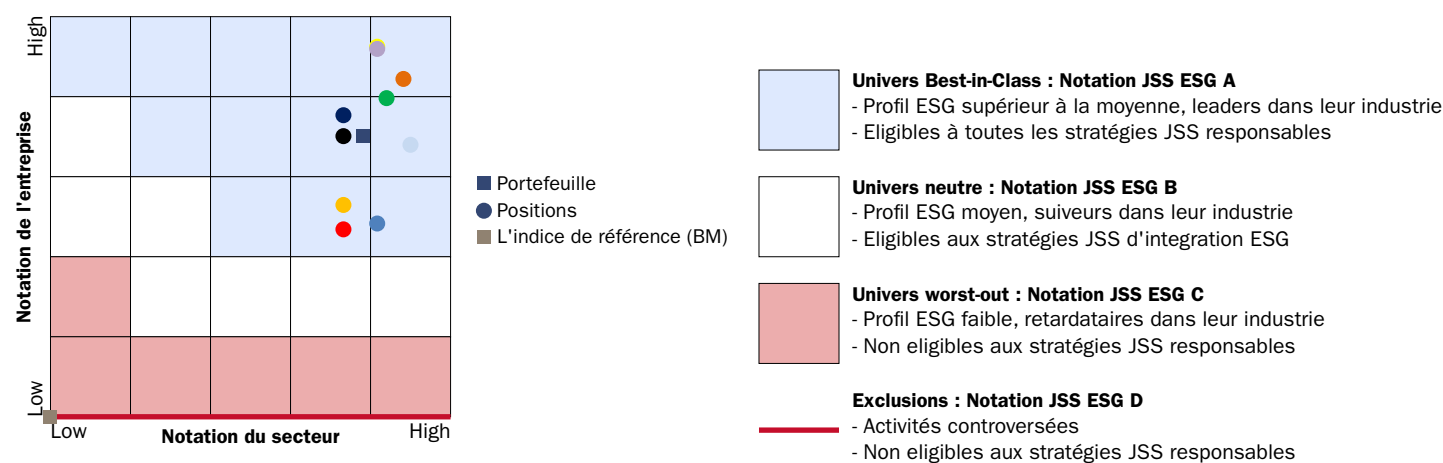 High
Notation de l'entreprise
Low
Low
Notation du secteur
High
Portefeuille
Positions
L'indice de référence (BM)
Univers Best-in-Class : Notation JSS ESG A
- Profil ESG supérieur à la moyenne, leaders dans leur industrie
- Eligibles à toutes les stratégies JSS responsables
Univers neutre : Notation JSS ESG B
- Profil ESG moyen, suiveurs dans leur industrie
- Eligibles aux stratégies JSS d'integration ESG
Univers worst-out : Notation JSS ESG C
- Profil ESG faible, retardataires dans leur industrie
- Non eligibles aux stratégies JSS responsables
Exclusions : Notation JSS ESG D
- Activités controversées
- Non eligibles aux stratégies JSS responsables